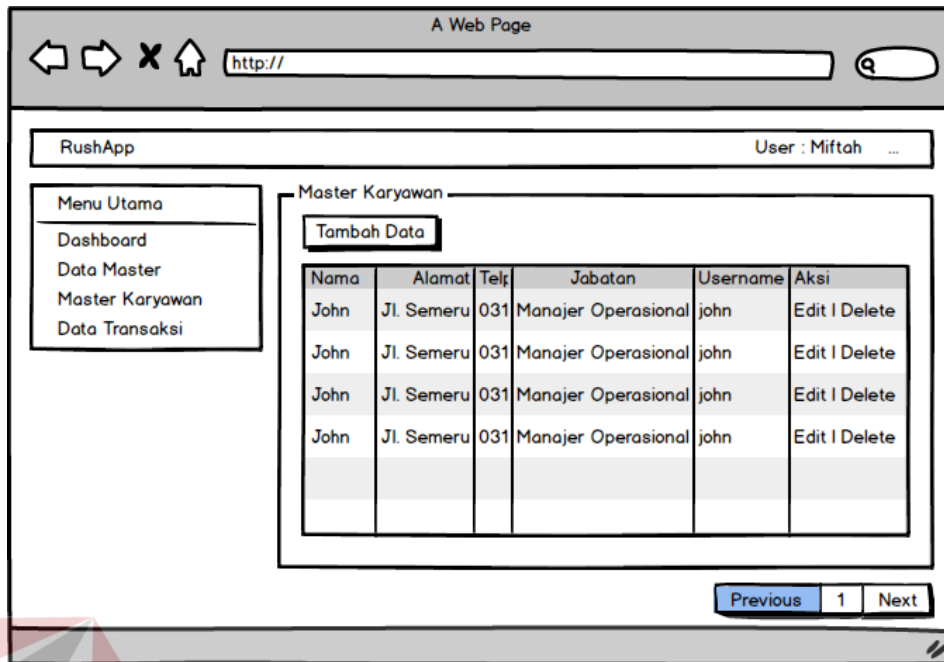 A Web Page
http://
RushApp User : Miftah ...
Menu Utama
Dashboard
Data Master
Master Karyawan
Data Transaksi
Master Karyawan
Tambah Data
Nama Alamat Telp Jabatan Username Aksi
John Jl. Semeru 031 Manajer Operasional john Edit | Delete
John Jl. Semeru 031 Manajer Operasional john Edit | Delete
John Jl. Semeru 031 Manajer Operasional john Edit | Delete
John Jl. Semeru 031 Manajer Operasional john Edit | Delete
Previous 1 Next